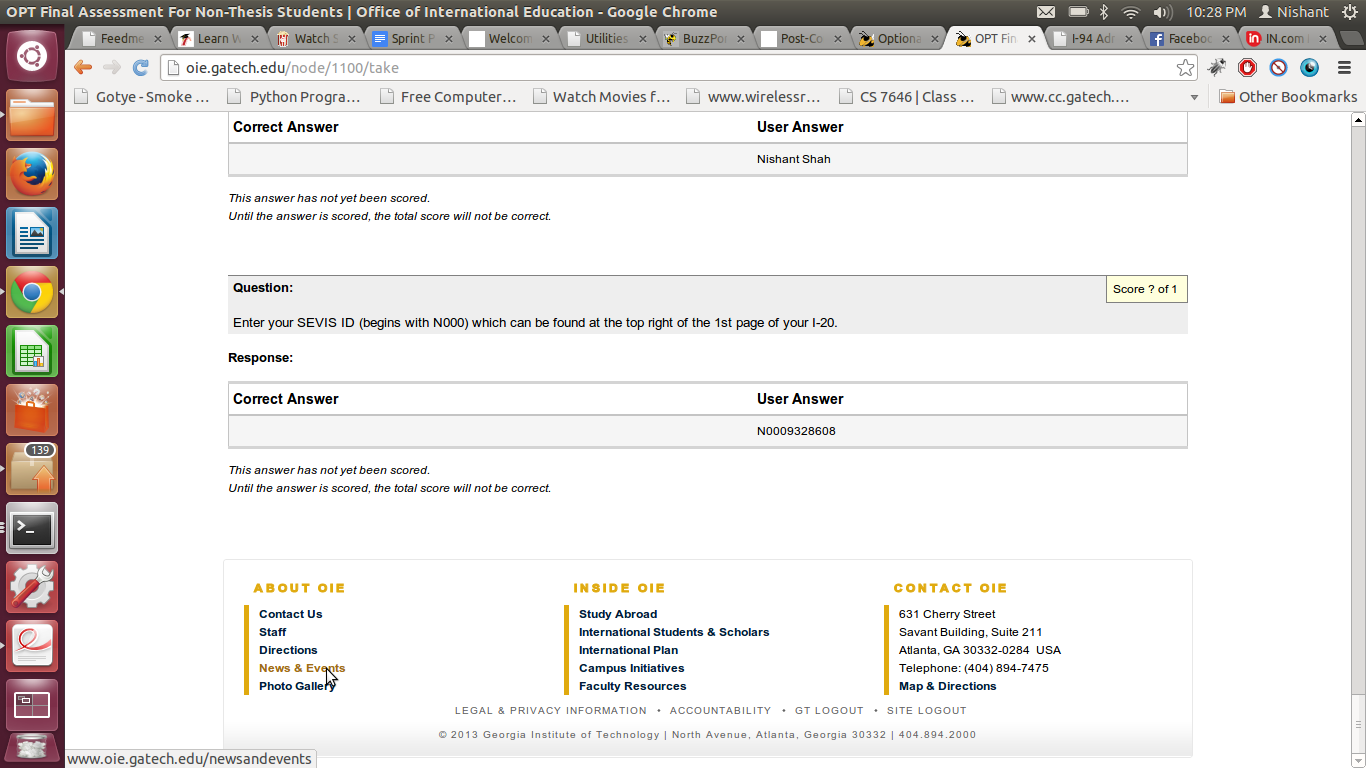 OPT Final Assessment For Non-Thesis Students | Office of International Education - Google Chrome
10:28 PM Nishant
Feedme Learn W Watch S Sprint P Welcom Utilities BuzzPor Post-Co Optiona OPT Fin I-94 Adr Faceboo IN.com
oie.gatech.edu/node/1100/take
Gotye - Smoke ... Python Progra... Free Computer... Watch Movies f... www.wirelessr... CS 7646 | Class ... www.cc.gatech.... Other Bookmarks
Correct Answer User Answer
Nishant Shah
This answer has not yet been scored.
Until the answer is scored, the total score will not be correct.
Question: Score ? of 1
Enter your SEVIS ID (begins with N000) which can be found at the top right of the 1st page of your I-20.
Response:
Correct Answer User Answer
N0009328608
139
This answer has not yet been scored.
Until the answer is scored, the total score will not be correct.
ABOUT OIE INSIDE OIE CONTACT OIE
Contact Us Study Abroad 631 Cherry Street
Staff International Students & Scholars Savant Building, Suite 211
Directions International Plan Atlanta, GA 30332-0284 USA
News & Events Campus Initiatives Telephone: (404) 894-7475
Photo Gallery Faculty Resources Map & Directions
LEGAL & PRIVACY INFORMATION • ACCOUNTABILITY • GT LOGOUT • SITE LOGOUT
© 2013 Georgia Institute of Technology | North Avenue, Atlanta, Georgia 30332 | 404.894.2000
www.oie.gatech.edu/newsandevents